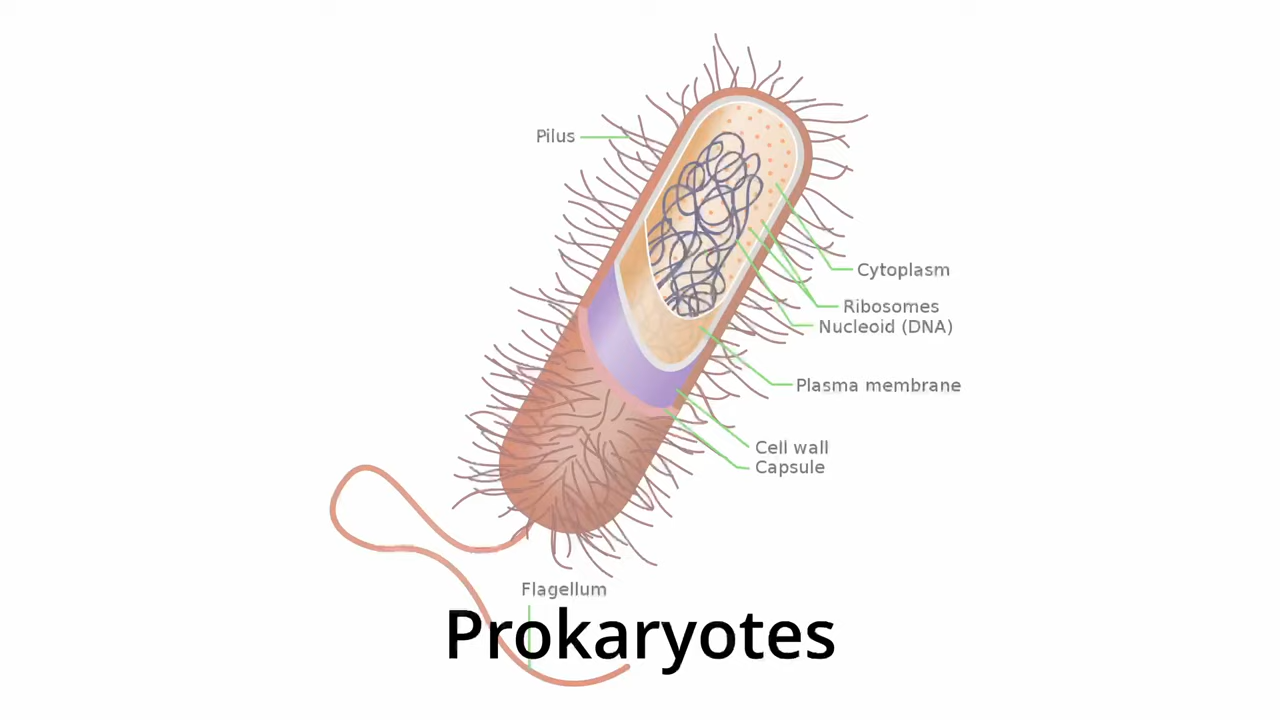 Pilus
Cytoplasm
Ribosomes
Nucleoid (DNA)
Plasma membrane
Cell wall
Capsule
Flagellum
Prokaryotes